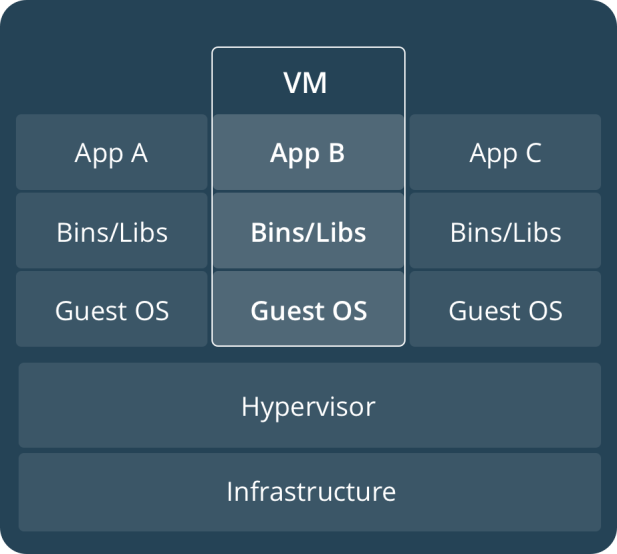 VM
App A
App B
App C
Bins/Libs
Bins/Libs
Bins/Libs
Guest OS
Guest OS
Guest OS
Hypervisor
Infrastructure